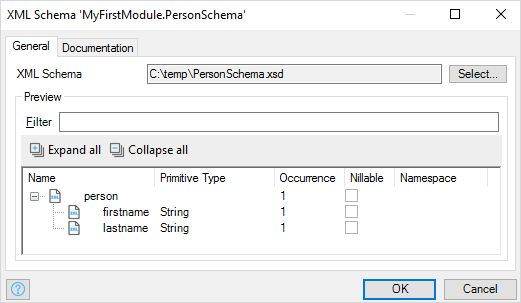 XML Schema 'MyFirstModule.PersonSchema'
General Documentation
XML Schema C:\temp\PersonSchema.xsd Select...
Preview
Filter
Expand all Collapse all
Name Primitive Type Occurrence Nillable Namespace
person 1
firstname String 1
lastname String 1
? OK Cancel